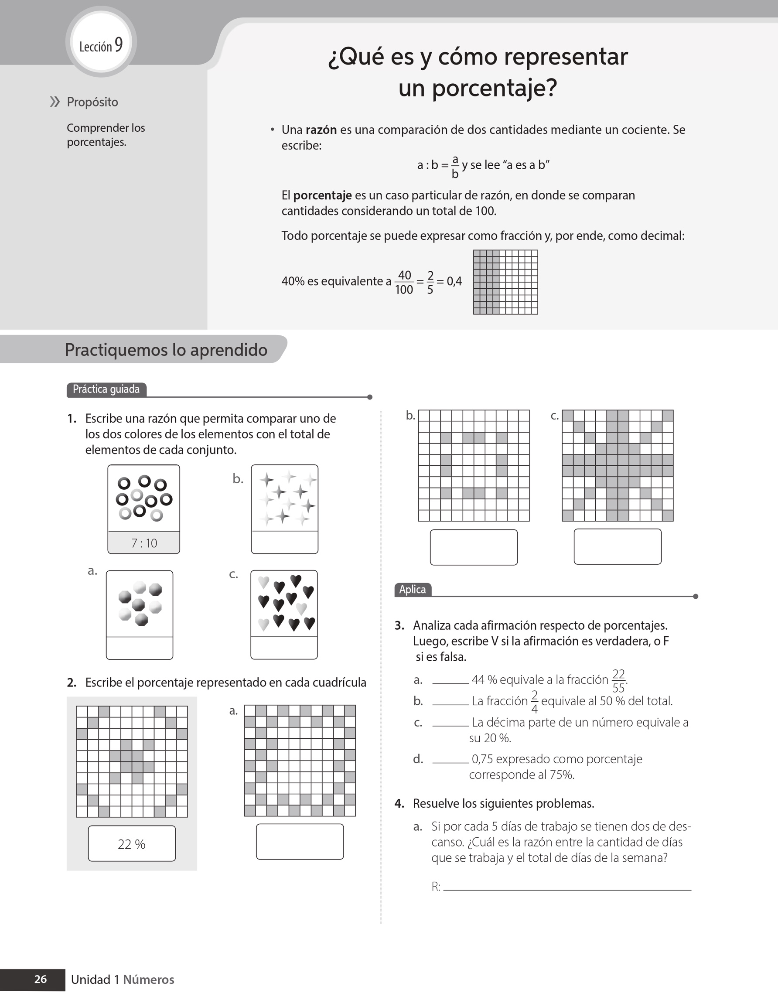 Lección 9
¿Qué es y cómo representar
un porcentaje?
Propósito
Comprender los
porcentajes.
• Una razón es una comparación de dos cantidades mediante un cociente. Se
escribe:
a : b = a/b y se lee “a es a b”
El porcentaje es un caso particular de razón, en donde se comparan
cantidades considerando un total de 100.
Todo porcentaje se puede expresar como fracción y, por ende, como decimal:
40% es equivalente a 40/100 = 2/5 = 0,4
Practiquemos lo aprendido
Práctica guiada
1. Escribe una razón que permita comparar uno de
los dos colores de los elementos con el total de
elementos de cada conjunto.
7 : 10
b.
a.
c.
2. Escribe el porcentaje representado en cada cuadrícula
22 %
a.
b.
c.
Aplica
3. Analiza cada afirmación respecto de porcentajes.
Luego, escribe V si la afirmación es verdadera, o F
si es falsa.
a. ______ 44 % equivale a la fracción 22/55.
b. ______ La fracción 2/4 equivale al 50 % del total.
c. ______ La décima parte de un número equivale a
su 20 %.
d. ______ 0,75 expresado como porcentaje
corresponde al 75%.
4. Resuelve los siguientes problemas.
a. Si por cada 5 días de trabajo se tienen dos de des-
canso. ¿Cuál es la razón entre la cantidad de días
que se trabaja y el total de días de la semana?
R: ______
26 Unidad 1 Números